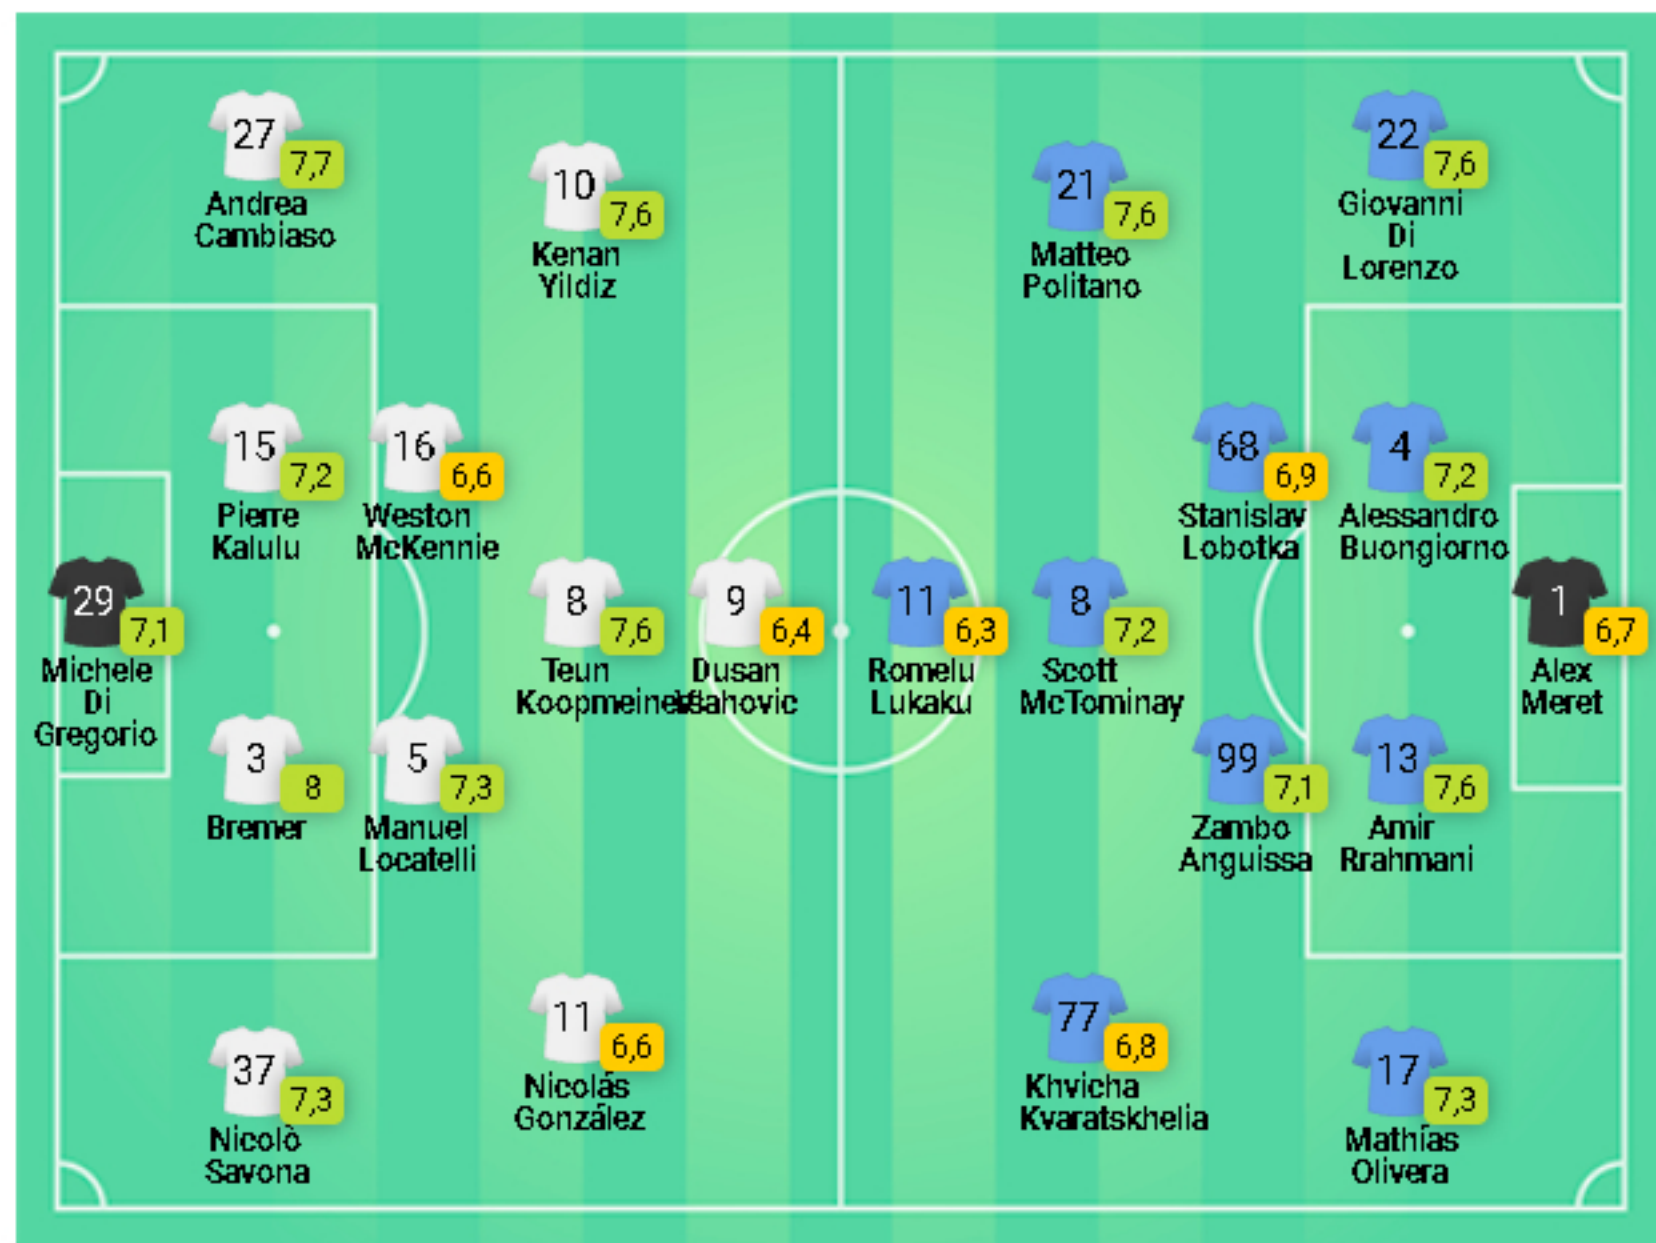 27
7,7
Andrea
Cambiaso
10
7,6
Kenan
Yildiz
21
7,6
Matteo
Politano
22
7,6
Giovanni
Di
Lorenzo
15
7,2
Pierre
Kalulu
16
6,6
Weston
McKennie
68
6,9
Stanislav
Lobotka
4
7,2
Alessandro
Buongiorno
29
7,1
Michele
Di
Gregorio
8
7,6
Teun
Koopmeiners
9
6,4
Dusan
Vlahovic
11
6,3
Romelu
Lukaku
8
7,2
Scott
McTominay
1
6,7
Alex
Meret
3
8
Bremer
5
7,3
Manuel
Locatelli
99
7,1
Zambo
Anguissa
13
7,6
Amir
Rrahmani
37
7,3
Nicolò
Savona
11
6,6
Nicolás
González
77
6,8
Khvicha
Kvaratskhelia
17
7,3
Mathías
Olivera